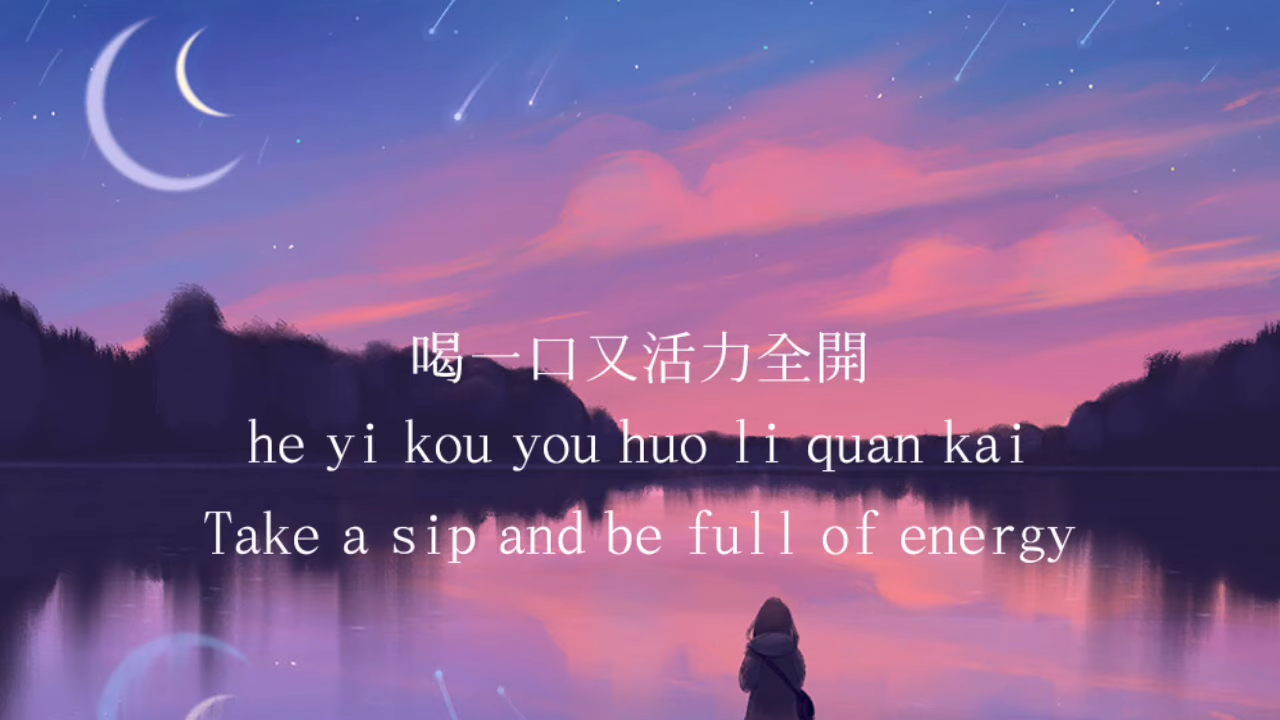 喝一口又活力全開
he yi kou you huo li quan kai
Take a sip and be full of energy